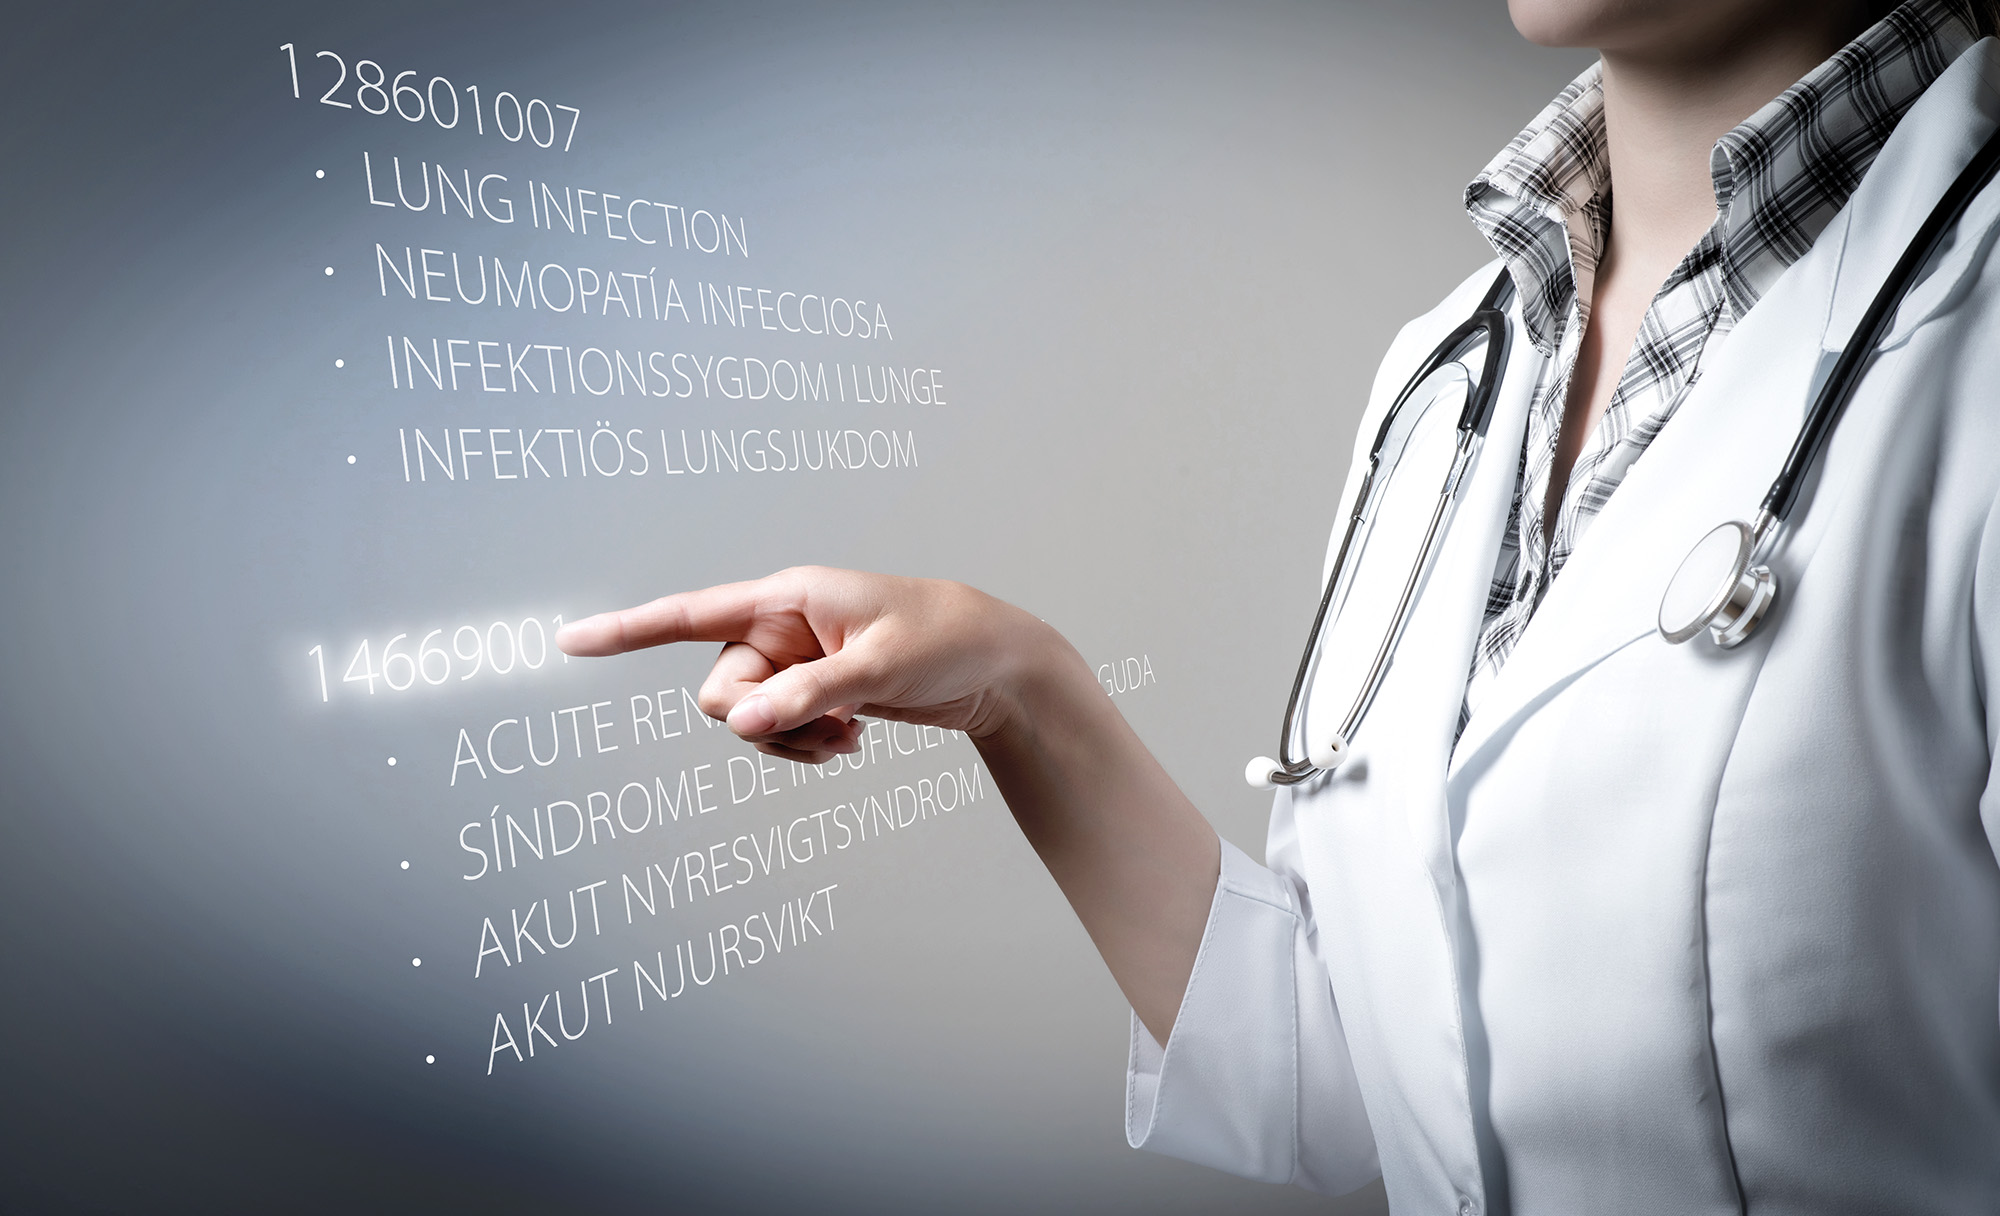 128601007
• LUNG INFECTION
• NEUMOPATÍA INFECCIOSA
• INFEKTIONSSYGDOM I LUNGE
• INFEKTIÖS LUNGSJUKDOM
14669001
• ACUTE REN
• SÍNDROME DE INSUFICIEN GUDA
• AKUT NYRESVIGTSYNDROM
• AKUT NJURSVIKT